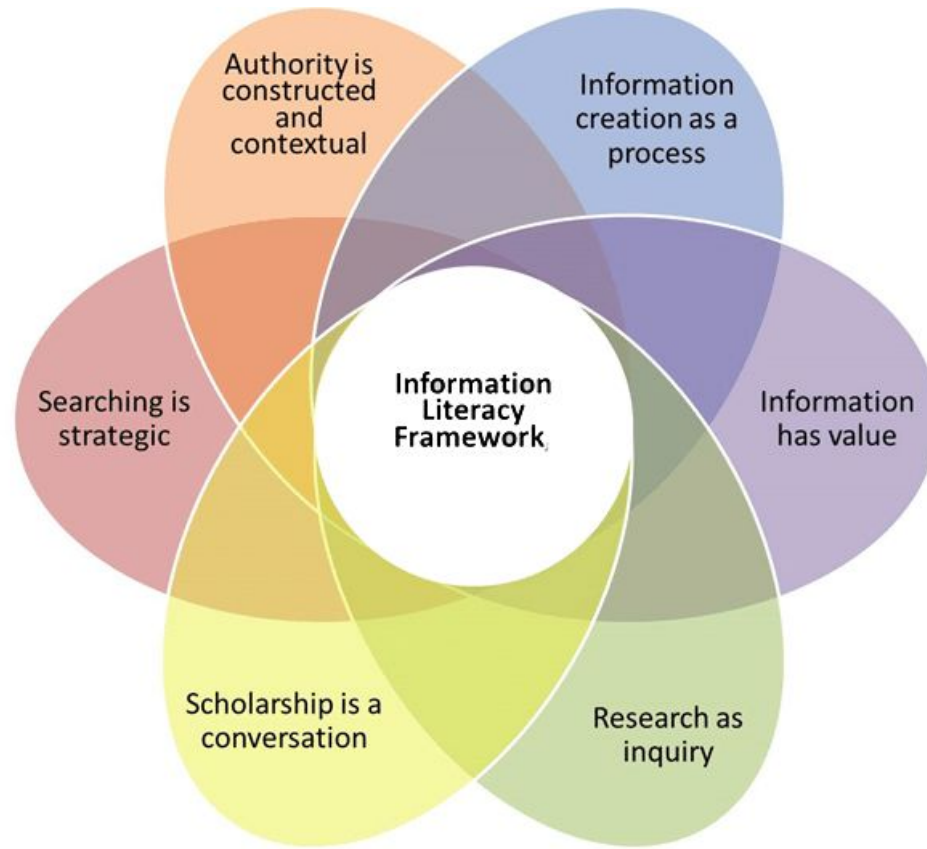 Authority is
constructed
and
contextual
Information
creation as a
process
Searching is
strategic
Information
Literacy
Framework,
Information
has value
Scholarship is a
conversation
Research as
inquiry